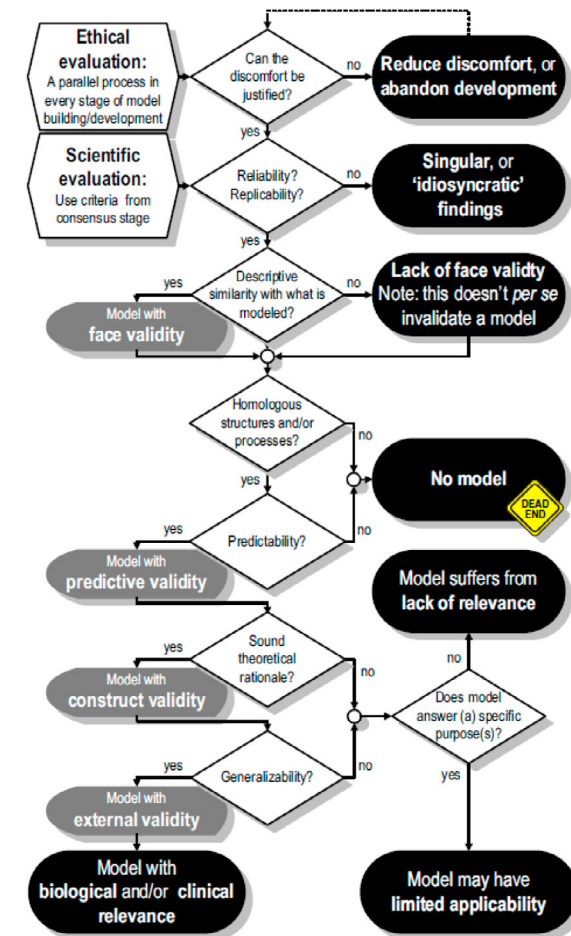 Ethical
evaluation:
A parallel process in
every stage of model
building/development
Can the
discomfort be
justified?
no
Reduce discomfort, or
abandon development
yes
Scientific
evaluation:
Use criteria from
consensus stage
Reliability?
Replicability?
no
Singular, or
‘idiosyncratic’
findings
yes
Descriptive
similarity with what is
modeled?
yes
no
Lack of face validty
Note: this doesn't per se
invalidate a model
Model with
face validity
Homologous
structures and/or
processes?
no
yes
No model
DEAD
END
Predictability?
yes
no
Model with
predictive validity
Model suffers from
lack of relevance
Sound
theoretical
rationale?
yes
no
no
Model with
construct validity
Does model
answer (a) specific
purpose(s)?
Generalizability?
yes
no
yes
Model with
external validity
Model with
biological and/or clinical
relevance
Model may have
limited applicability